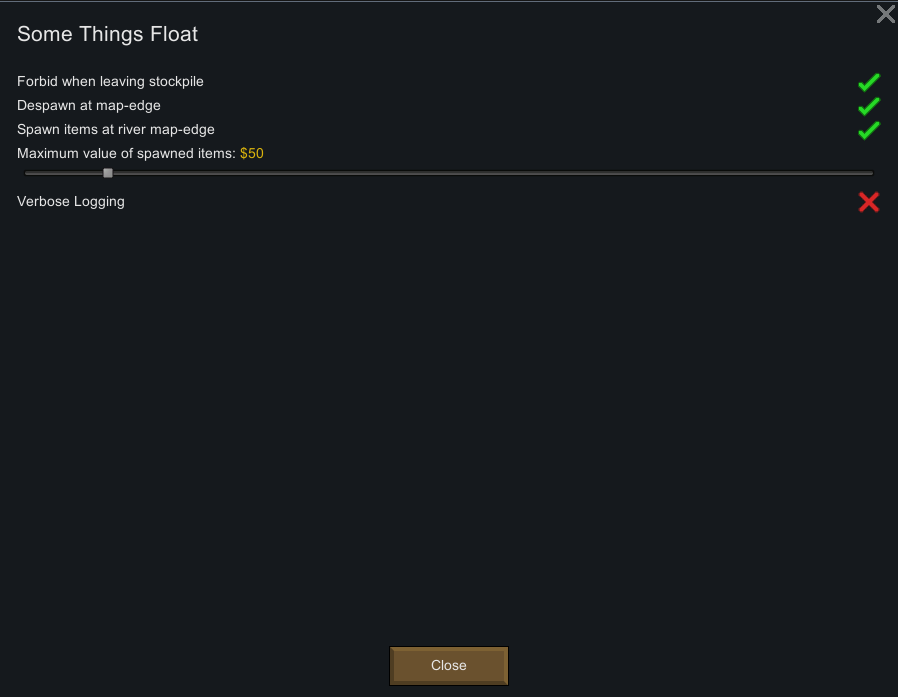 Some Things Float
Forbid when leaving stockpile
Despawn at map-edge
Spawn items at river map-edge
Maximum value of spawned items: $50
Verbose Logging
Close